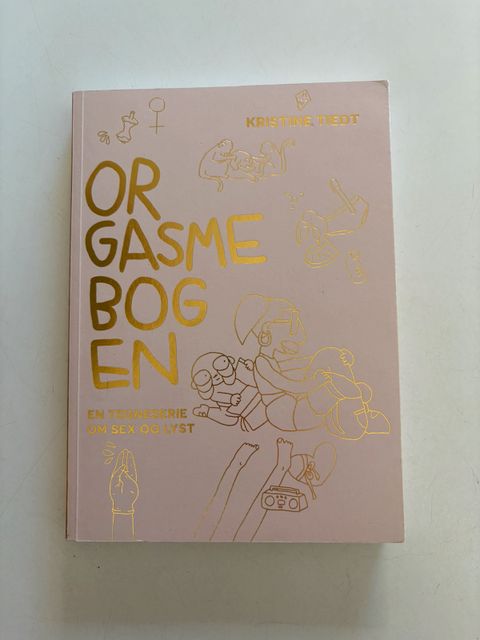 KRISTINE TIEDT
OR
GASME
BOG
EN
EN TEGNESERIE
OM SEX OG LYST